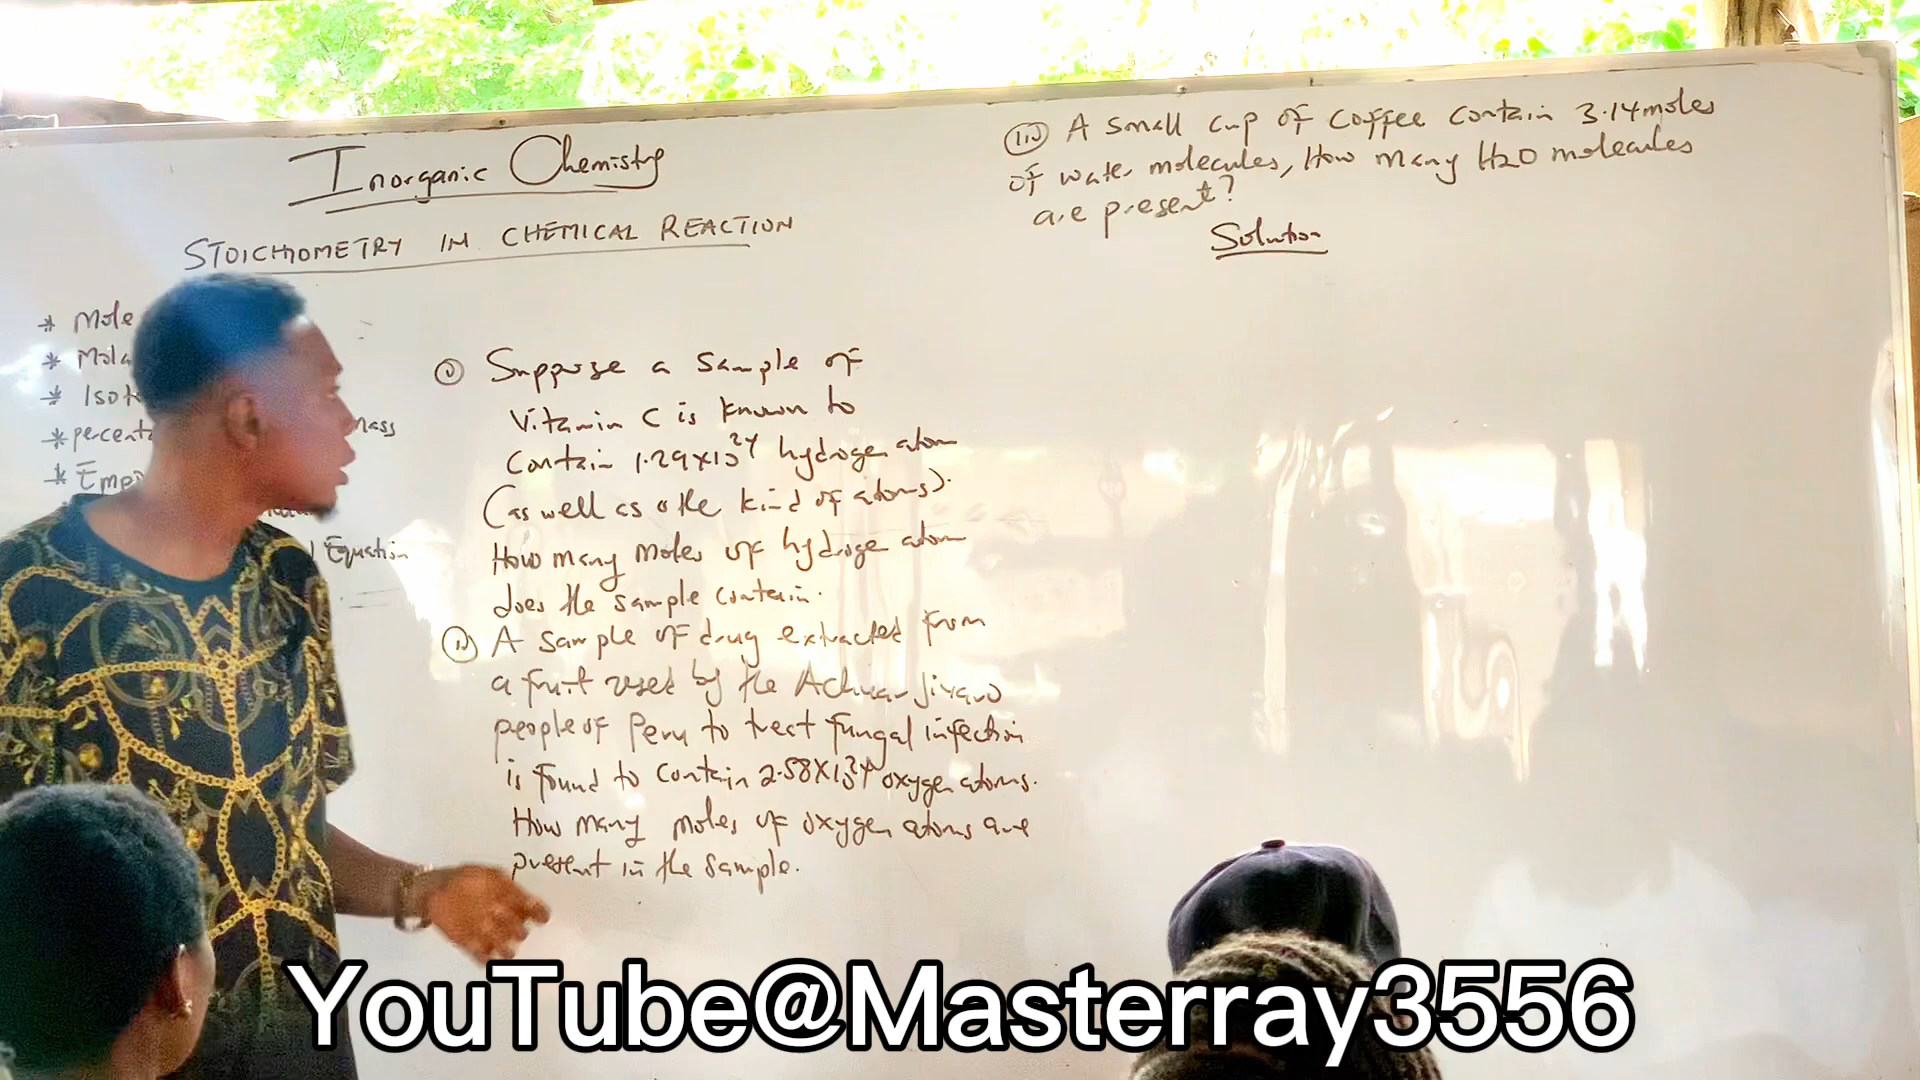 Inorganic Chemistry
STOICHIOMETRY IN CHEMICAL REACTION
* Mole
* Mola
* Isot
* percent
mass
* Emp
Equation
(i) Suppose a sample of
Vitamin C is known to
Contain 1.29x10²⁴ hydrogen atom
(as well as othe kind of atoms).
How many moles of hydrogen atom
does the sample contain.
(ii) A sample of drug extracted from
a fruit used by the Achuar Jivaro
people of Peru to treat fungal infection
is found to contain 2.58X10²⁴ oxygen atoms.
How many moles of oxygen atoms are
present in the sample.
(iii) A small cup of coffee contain 3.14moles
of water molecules, How many H2O molecules
are present?
Solution
YouTube@Masterray3556